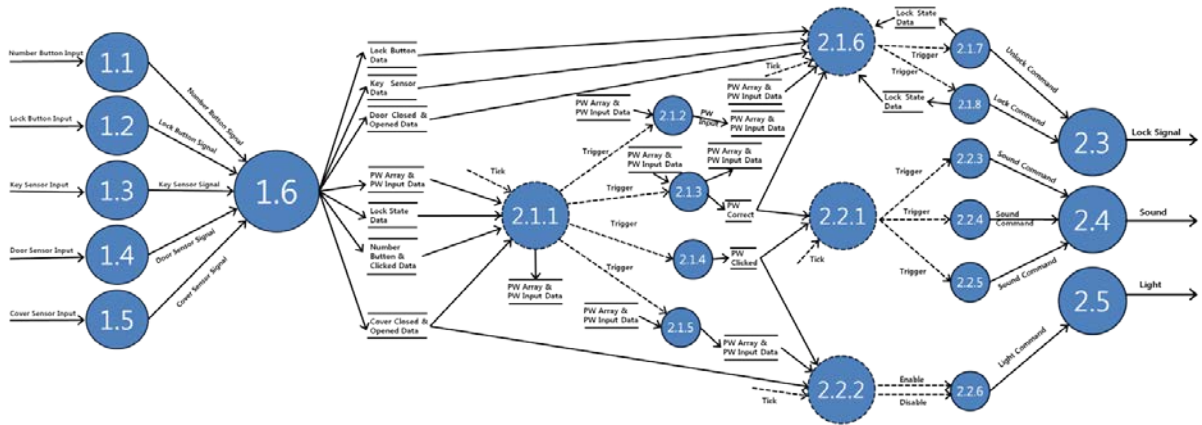 Number Button Input
1.1
Number Button Signal
Lock Button Input
1.2
Lock Button Signal
Key Sensor Input
1.3
Key Sensor Signal
Door Sensor Input
1.4
Door Sensor Signal
Cover Sensor Input
1.5
Cover Sensor Signal
1.6
Lock Button
Data
Key Sensor
Data
Door Closed &
Opened Data
PW Array &
PW Input Data
Lock State
Data
Number
Button &
Clicked Data
Cover Closed &
Opened Data
Tick
2.1.1
PW Array &
PW Input Data
Trigger
Trigger
Trigger
Trigger
PW Array &
PW Input Data
2.1.2
PW
Input
PW Array &
PW Input Data
PW Array &
PW Input Data
2.1.3
PW Array &
PW Input Data
PW
Correct
2.1.4
PW
Clicked
PW Array &
PW Input Data
2.1.5
PW Array &
PW Input Data
PW Array &
PW Input Data
Tick
2.1.6
Lock State
Data
Trigger
2.1.7
Unlock Command
Trigger
Lock State
Data
2.1.8
Lock Command
2.3
Lock Signal
2.2.1
Tick
Trigger
Trigger
Trigger
2.2.3
Sound Command
2.2.4
Sound
Command
2.2.5
Sound Command
2.4
Sound
2.2.2
Tick
Enable
Disable
2.2.6
Light Command
2.5
Light